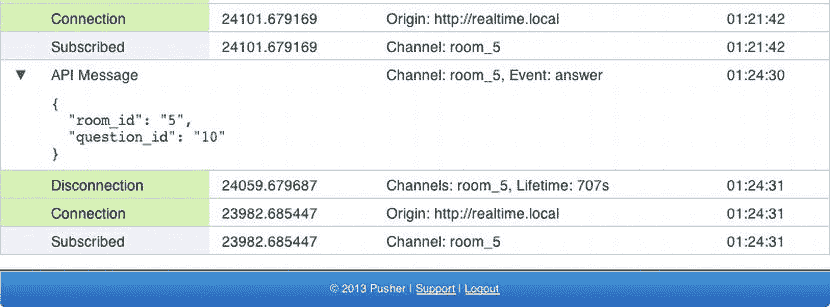 Connection 24101.679169 Origin: http://realtime.local 01:21:42
Subscribed 24101.679169 Channel: room_5 01:21:42
▼ API Message Channel: room_5, Event: answer 01:24:30
{
"room_id": "5",
"question_id": "10"
}
Disconnection 24059.679687 Channels: room_5, Lifetime: 707s 01:24:31
Connection 23982.685447 Origin: http://realtime.local 01:24:31
Subscribed 23982.685447 Channel: room_5 01:24:31
© 2013 Pusher | Support | Logout